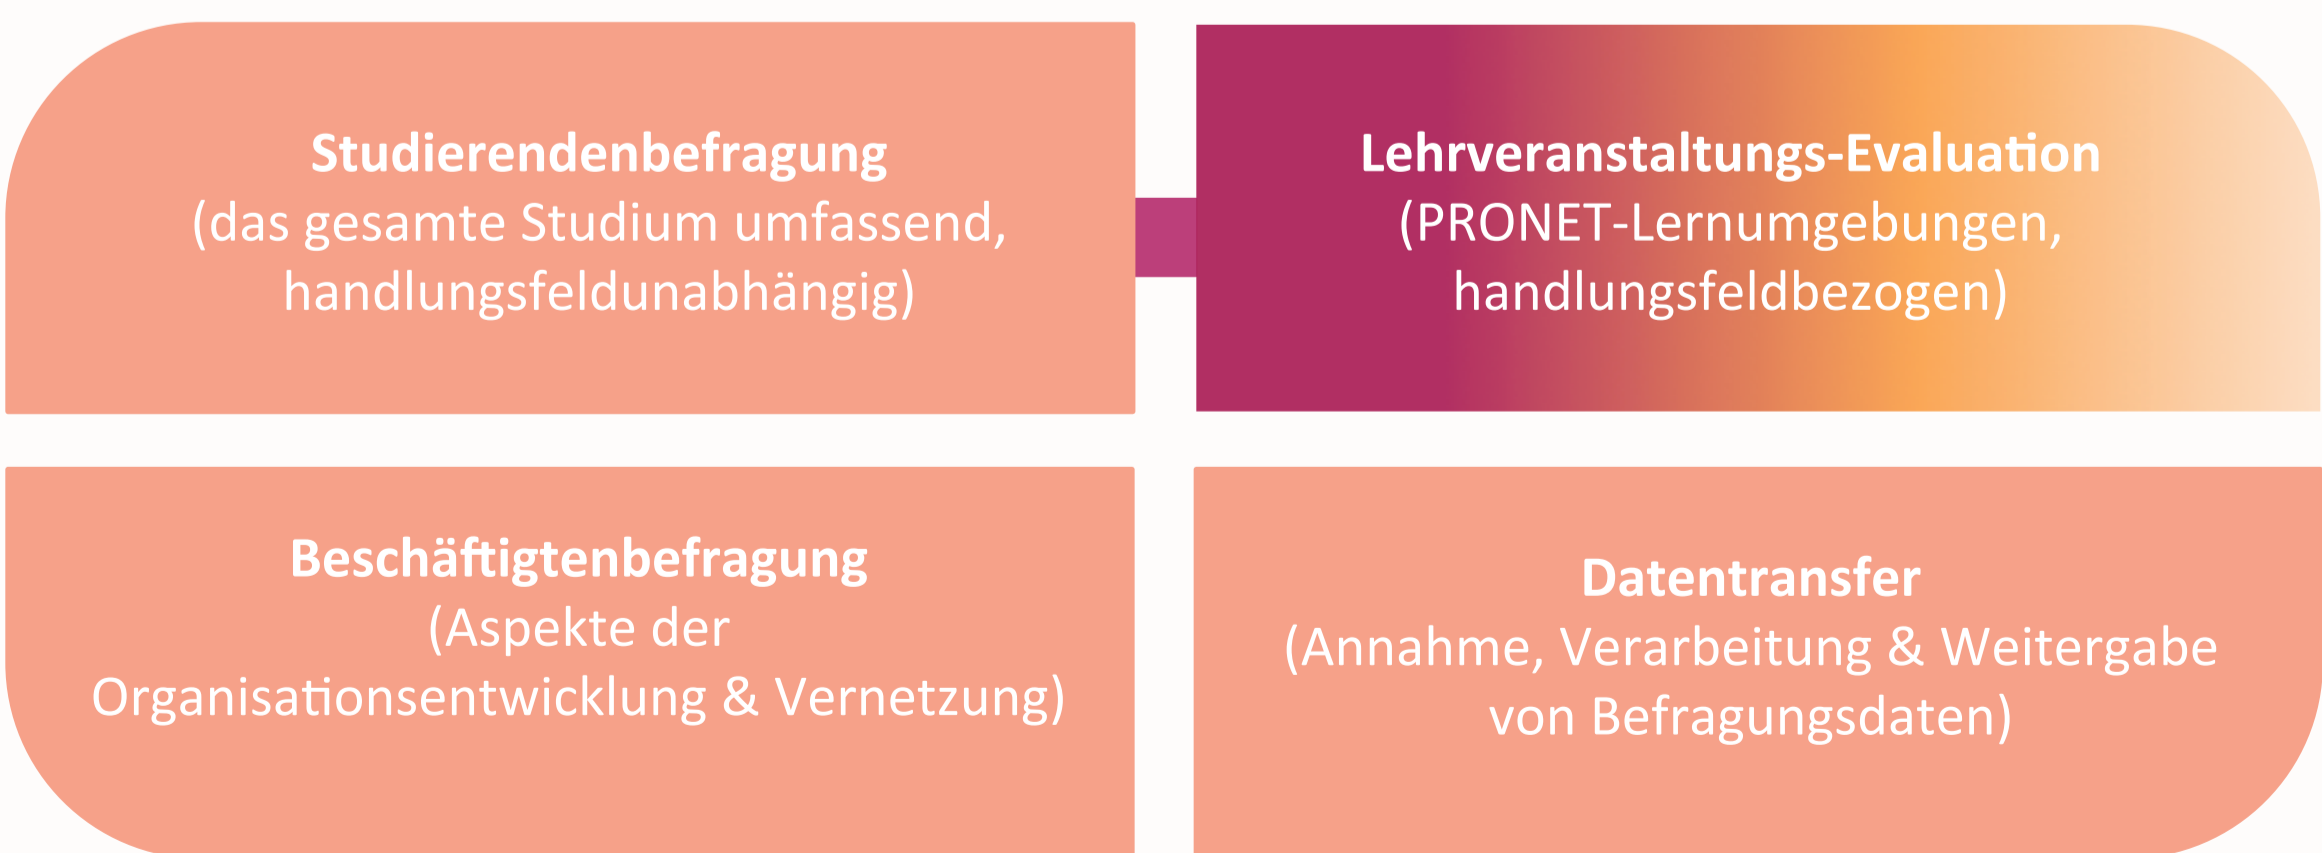 Studierendenbefragung
(das gesamte Studium umfassend,
handlungsfeldunabhängig)
Lehrveranstaltungs-Evaluation
(PRONET-Lernumgebungen,
handlungsfeldbezogen)
Beschäftigtenbefragung
(Aspekte der
Organisationsentwicklung & Vernetzung)
Datentransfer
(Annahme, Verarbeitung & Weitergabe
von Befragungsdaten)